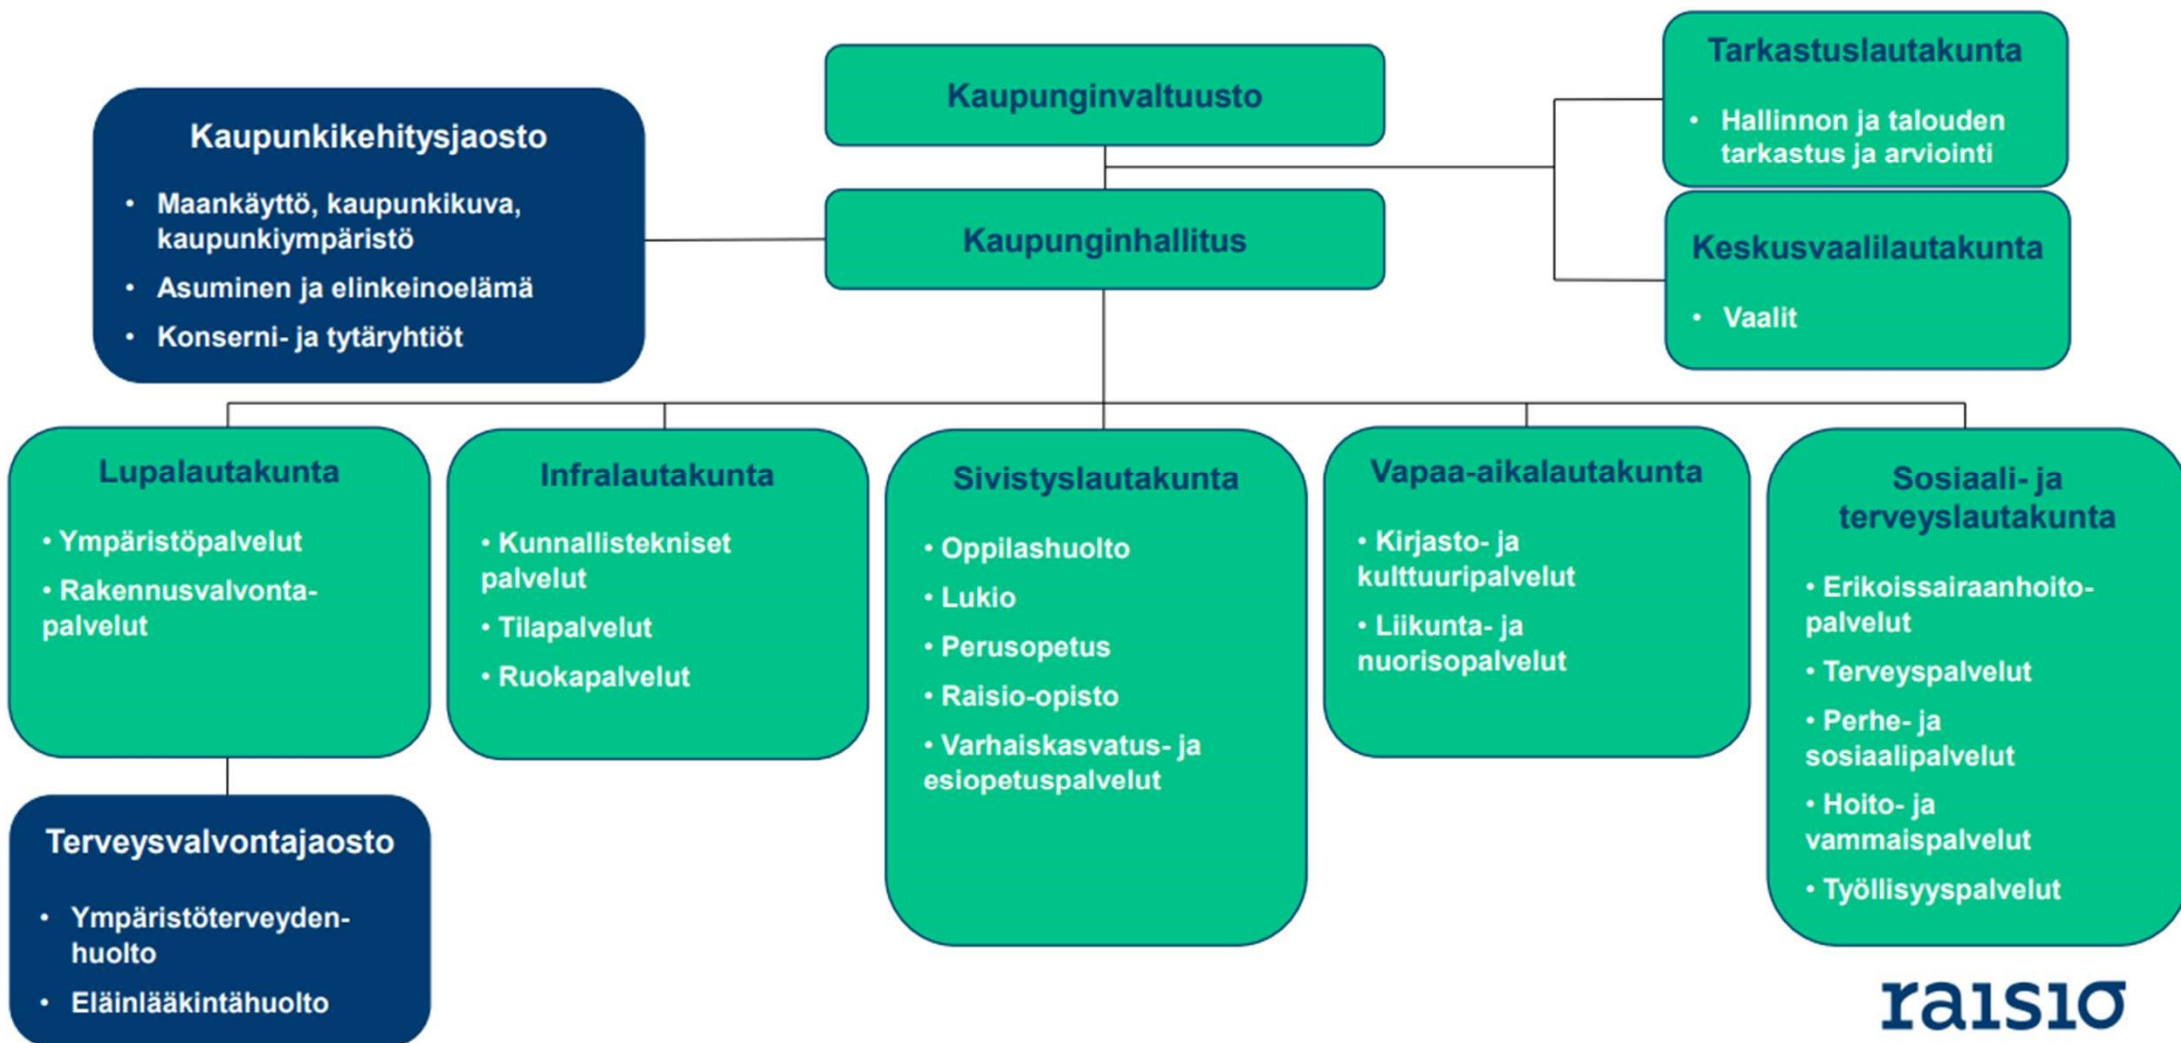 Kaupunginvaltuusto
Kaupunginhallitus
Kaupunkikehitysjaosto
• Maankäyttö, kaupunkikuva,
kaupunkiympäristö
• Asuminen ja elinkeinoelämä
• Konserni- ja tytäryhtiöt
Tarkastuslautakunta
• Hallinnon ja talouden
tarkastus ja arviointi
Keskusvaalilautakunta
• Vaalit
Lupalautakunta
• Ympäristöpalvelut
• Rakennusvalvonta-
palvelut
Terveysvalvontajaosto
• Ympäristöterveyden-
huolto
• Eläinlääkintähuolto
Infralautakunta
• Kunnallistekniset
palvelut
• Tilapalvelut
• Ruokapalvelut
Sivistyslautakunta
• Oppilashuolto
• Lukio
• Perusopetus
• Raisio-opisto
• Varhaiskasvatus- ja
esiopetuspalvelut
Vapaa-aikalautakunta
• Kirjasto- ja
kulttuuripalvelut
• Liikunta- ja
nuorisopalvelut
Sosiaali- ja
terveyslautakunta
• Erikoissairaanhoito-
palvelut
• Terveyspalvelut
• Perhe- ja
sosiaalipalvelut
• Hoito- ja
vammaispalvelut
• Työllisyyspalvelut
raisio